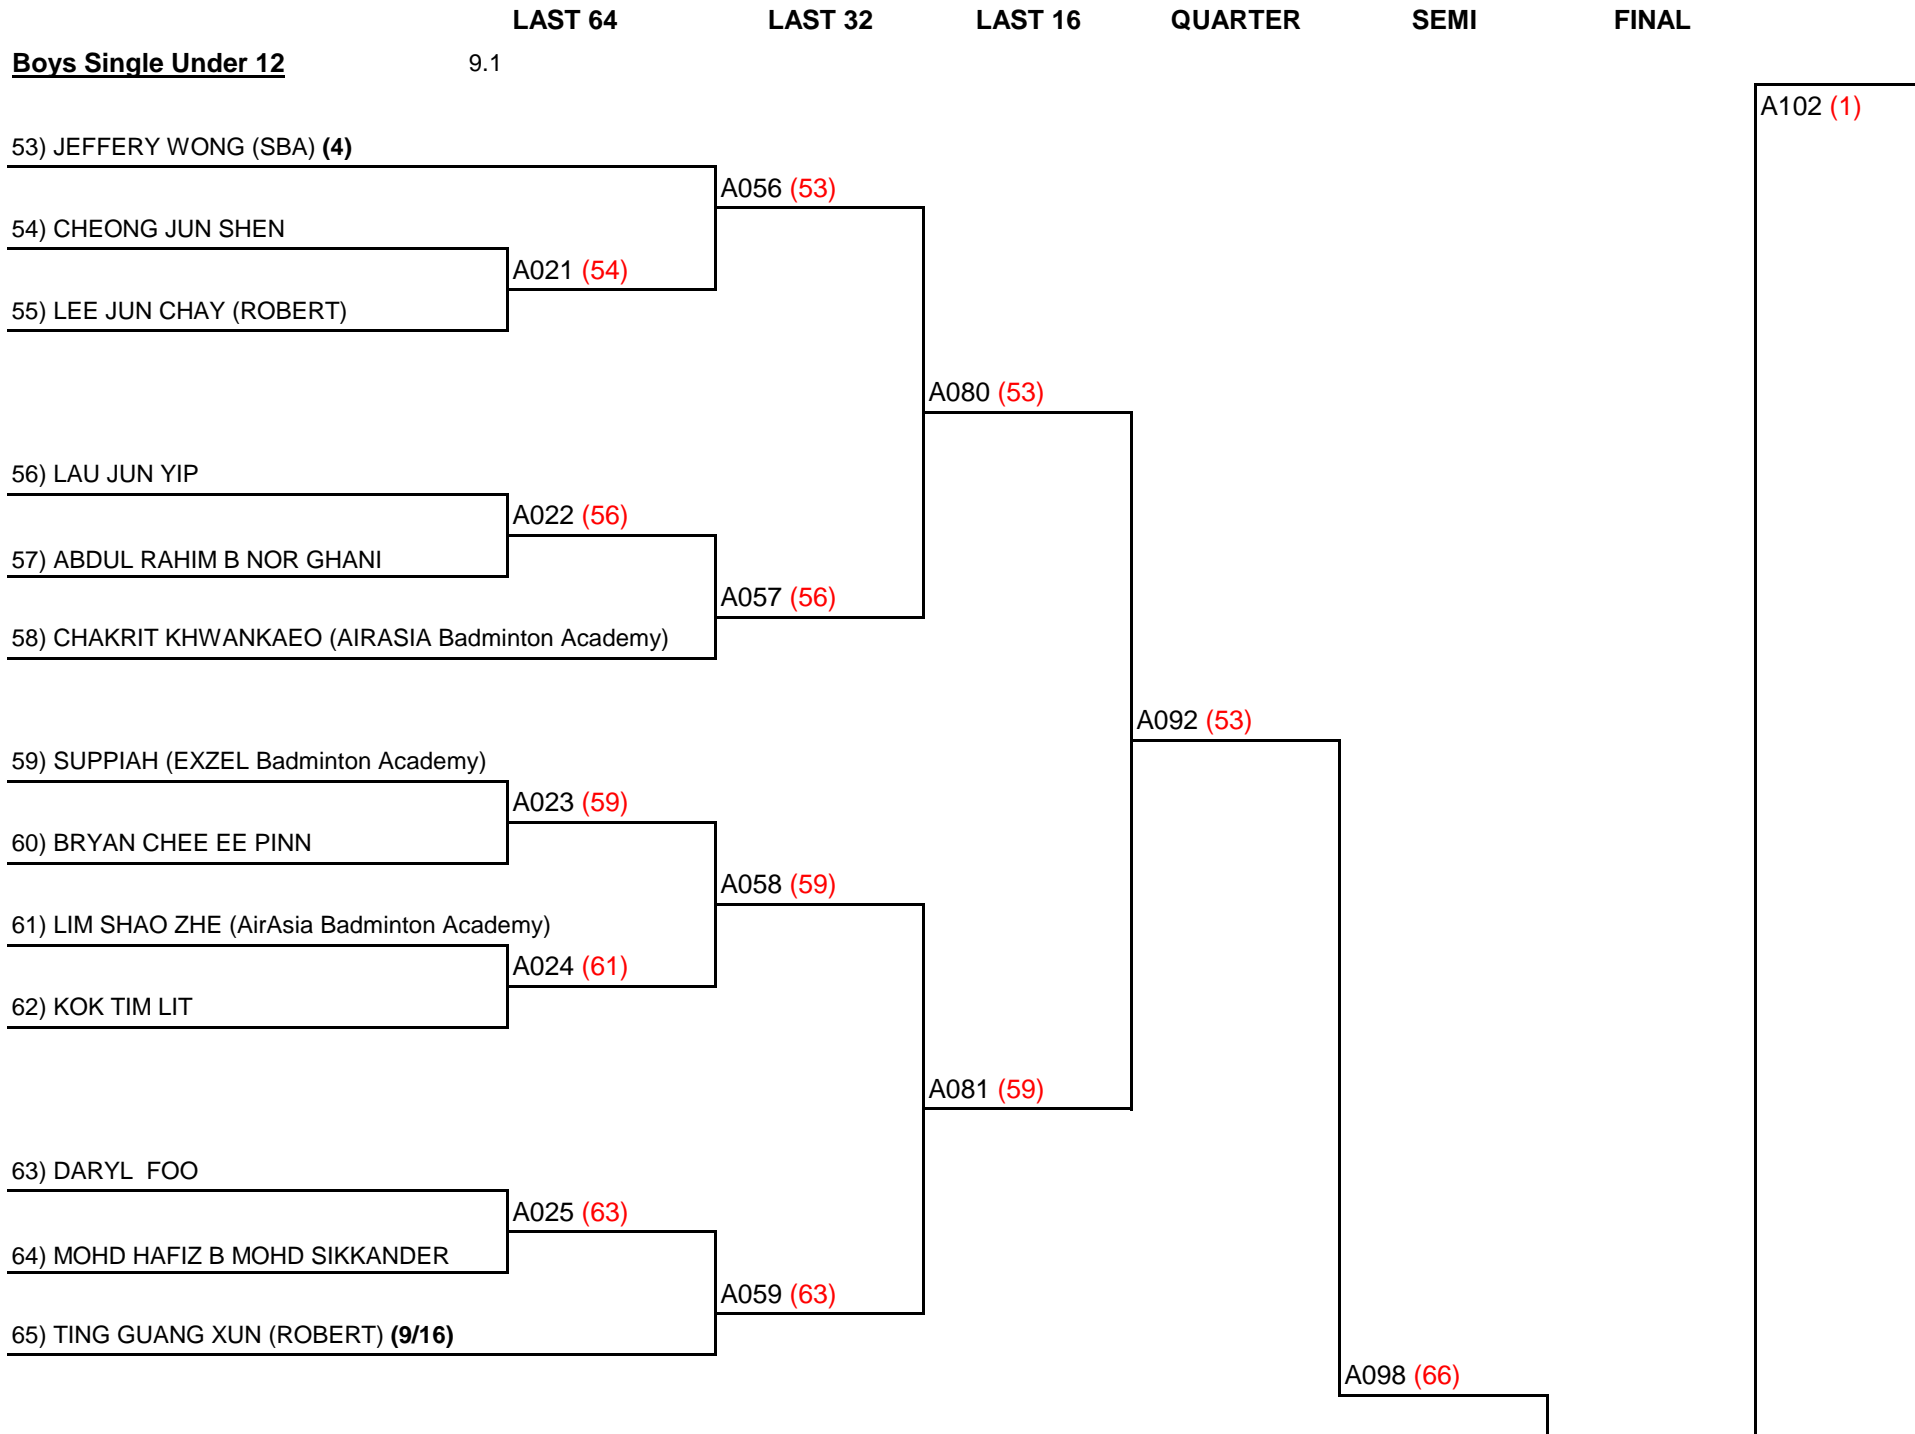 LAST 64 LAST 32 LAST 16 QUARTER SEMI FINAL
Boys Single Under 12 9.1
A102 (1)
53) JEFFERY WONG (SBA) (4)
A056 (53)
54) CHEONG JUN SHEN
A021 (54)
55) LEE JUN CHAY (ROBERT)
A080 (53)
56) LAU JUN YIP
A022 (56)
57) ABDUL RAHIM B NOR GHANI
A057 (56)
58) CHAKRIT KHWANKAEO (AIRASIA Badminton Academy)
A092 (53)
59) SUPPIAH (EXZEL Badminton Academy)
A023 (59)
60) BRYAN CHEE EE PINN
A058 (59)
61) LIM SHAO ZHE (AirAsia Badminton Academy)
A024 (61)
62) KOK TIM LIT
A081 (59)
63) DARYL  FOO
A025 (63)
64) MOHD HAFIZ B MOHD SIKKANDER
A059 (63)
65) TING GUANG XUN (ROBERT) (9/16)
A098 (66)